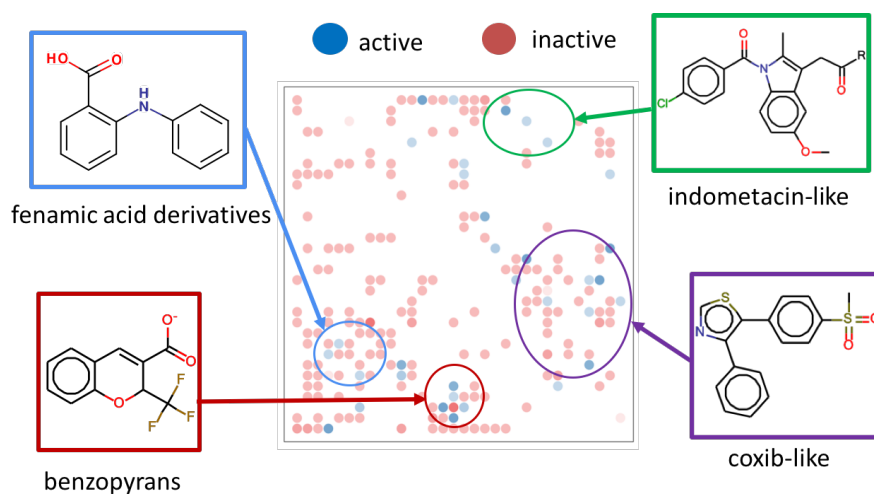 active
inactive
HO
O
H
N
fenamic acid derivatives
O
N
R
O
Cl
O
indometacin-like
O⁻
O
O
F
F
F
benzopyrans
S
N
S
O
O
coxib-like